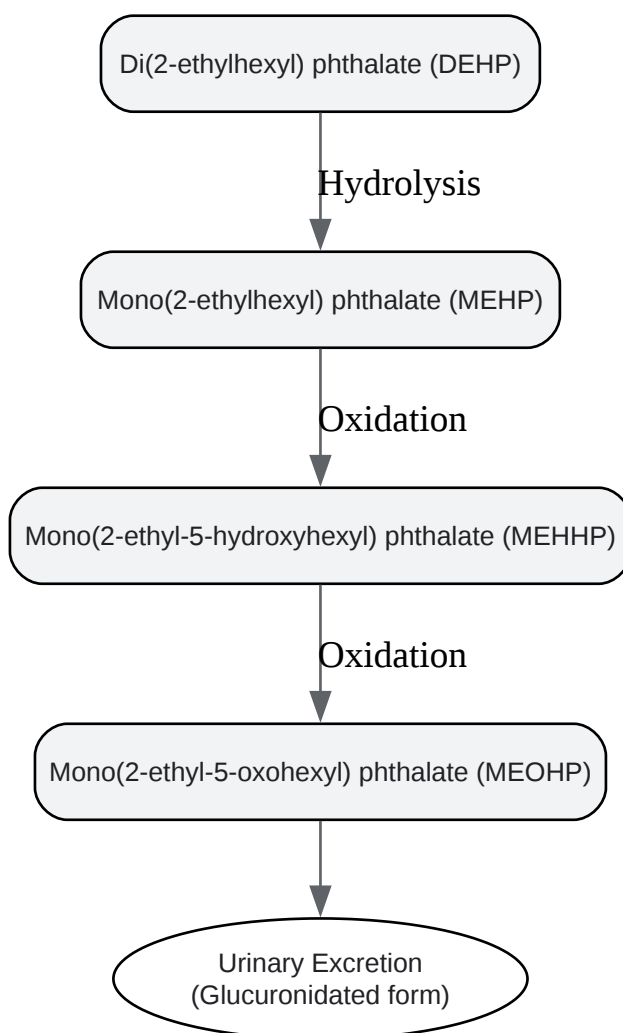 Di(2-ethylhexyl) phthalate (DEHP)
Hydrolysis
Mono(2-ethylhexyl) phthalate (MEHP)
Oxidation
Mono(2-ethyl-5-hydroxyhexyl) phthalate (MEHHP)
Oxidation
Mono(2-ethyl-5-oxohexyl) phthalate (MEOHP)
Urinary Excretion
(Glucuronidated form)